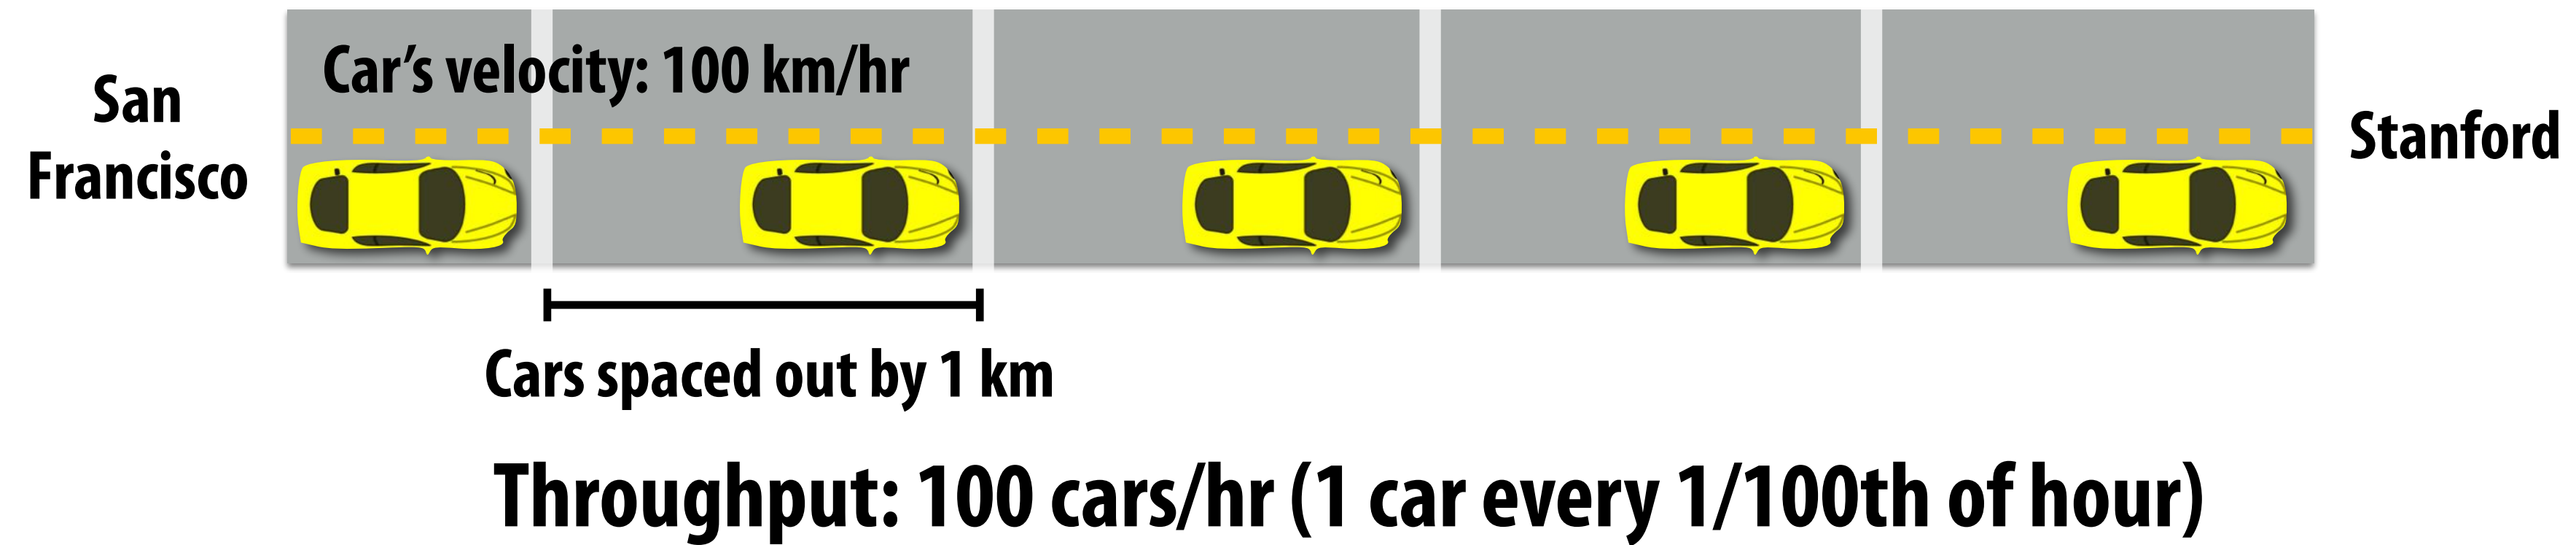 Car’s velocity: 100 km/hr
San
Francisco
Stanford
Cars spaced out by 1 km
Throughput: 100 cars/hr (1 car every 1/100th of hour)